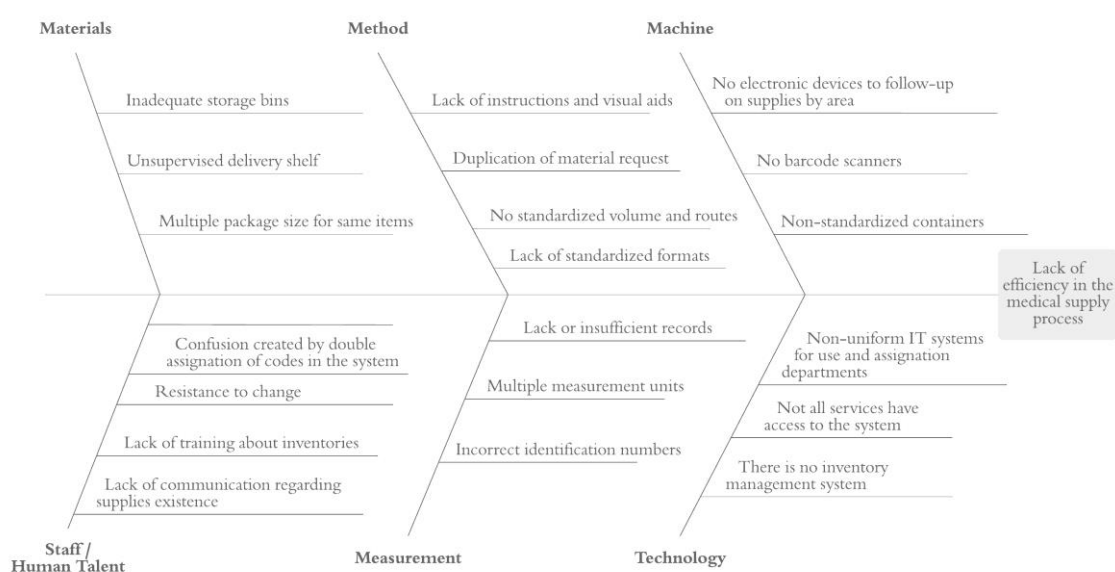 Materials
Method
Machine
Inadequate storage bins
Unsupervised delivery shelf
Multiple package size for same items
Lack of instructions and visual aids
Duplication of material request
No standardized volume and routes
Lack of standardized formats
No electronic devices to follow-up
on supplies by area
No barcode scanners
Non-standardized containers
Lack of
efficiency in the
medical supply
process
Confusion created by double
assignation of codes in the system
Resistance to change
Lack of training about inventories
Lack of communication regarding
supplies existence
Lack or insufficient records
Multiple measurement units
Incorrect identification numbers
Non-uniform IT systems
for use and assignation
departments
Not all services have
access to the system
There is no inventory
management system
Staff /
Human Talent
Measurement
Technology